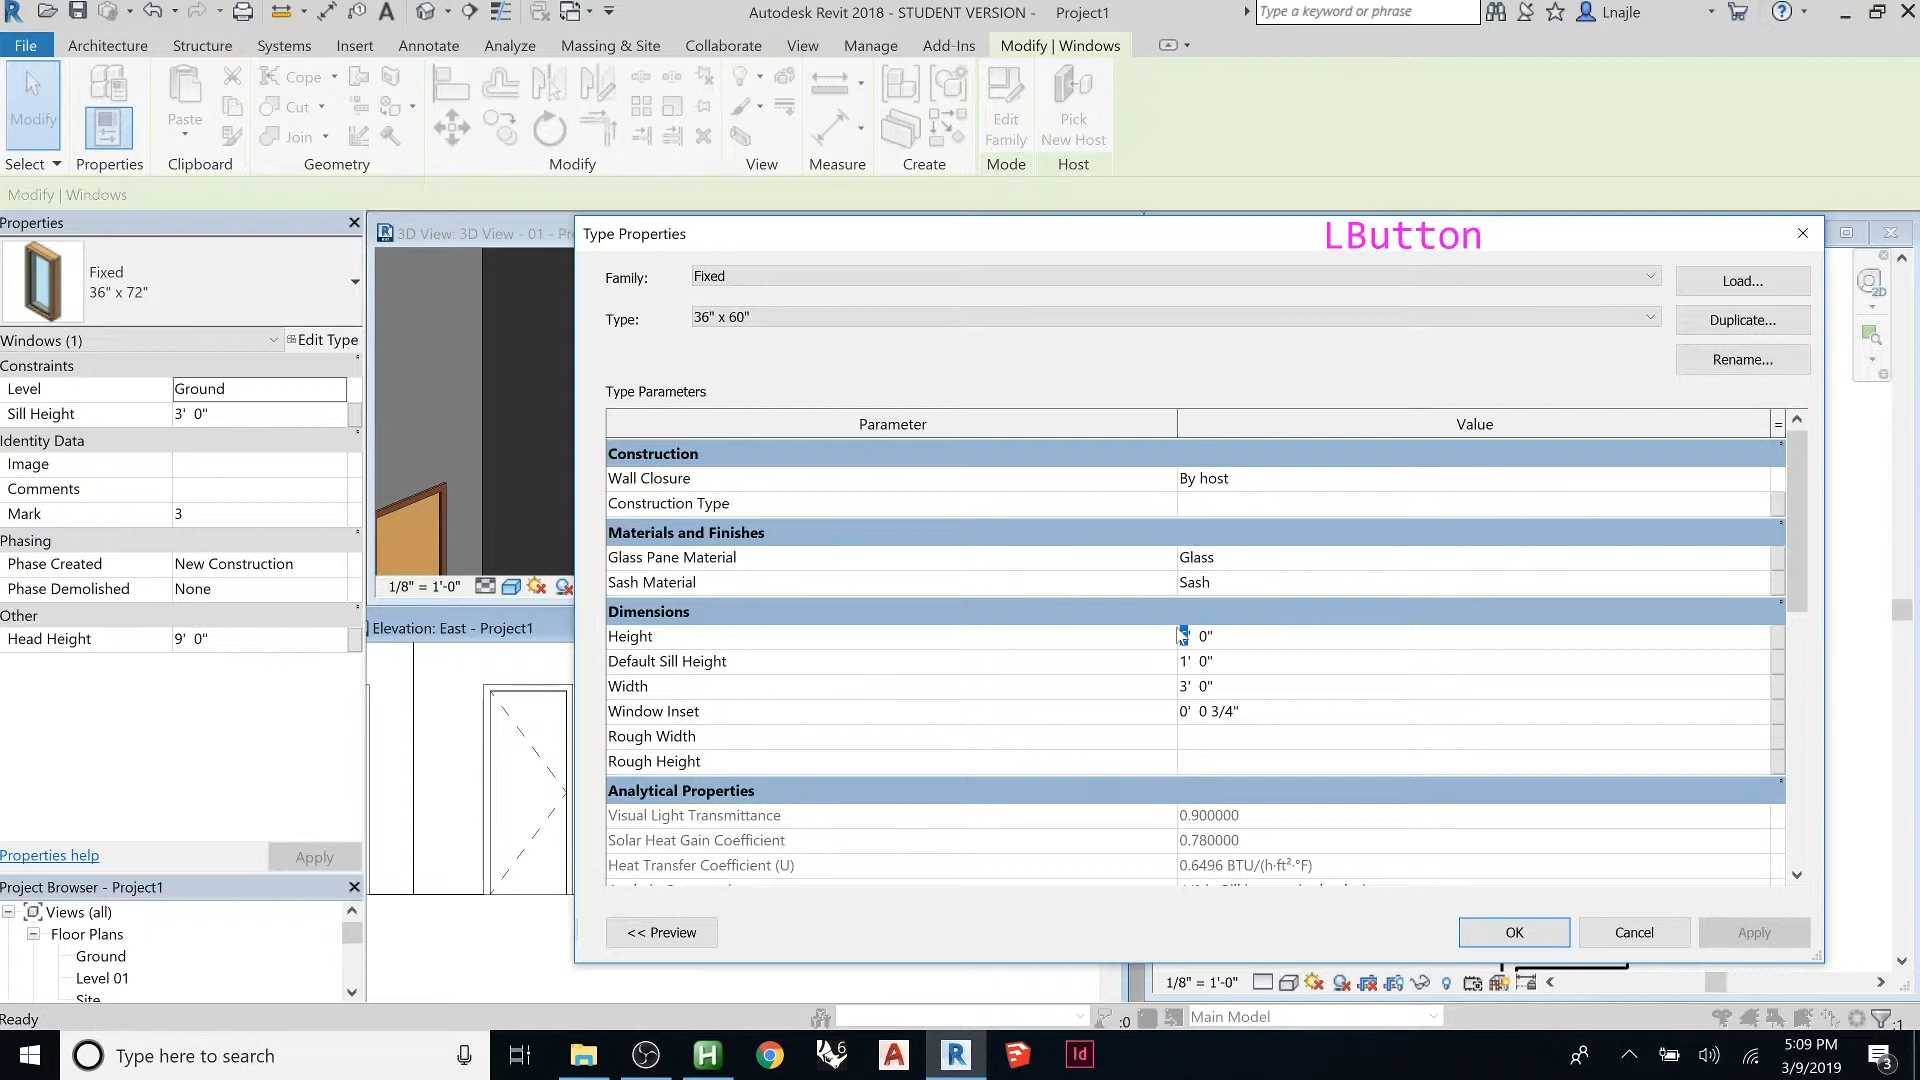 Autodesk Revit 2018 - STUDENT VERSION - Project1
Type a keyword or phrase
Lnajle
File Architecture Structure Systems Insert Annotate Analyze Massing & Site Collaborate View Manage Add-Ins Modify | Windows
Modify
Paste
Cope
Cut
Join
Edit
Family
Pick
New Host
Select Properties Clipboard Geometry Modify View Measure Create Mode Host
Modify | Windows
Properties
Fixed
36" x 72"
Windows (1) Edit Type
Constraints
Level Ground
Sill Height 3' 0"
Identity Data
Image
Comments
Mark 3
Phasing
Phase Created New Construction
Phase Demolished None
Other
Head Height 9' 0"
Properties help Apply
Project Browser - Project1
Views (all)
Floor Plans
Ground
Level 01
Site
3D View: 3D View - 01 -
1/8" = 1'-0"
Elevation: East - Project1
Type Properties
LButton
Family: Fixed Load...
Type: 36" x 60" Duplicate...
Rename...
Type Parameters
Parameter Value =
Construction
Wall Closure By host
Construction Type
Materials and Finishes
Glass Pane Material Glass
Sash Material Sash
Dimensions
Height ' 0"
Default Sill Height 1' 0"
Width 3' 0"
Window Inset 0' 0 3/4"
Rough Width
Rough Height
Analytical Properties
Visual Light Transmittance 0.900000
Solar Heat Gain Coefficient 0.780000
Heat Transfer Coefficient (U) 0.6496 BTU/(h·ft²·°F)
<< Preview OK Cancel Apply
2D
1/8" = 1'-0"
Ready
:0
Main Model
:1
Type here to search
H
6
A
R
Id
5:09 PM
3/9/2019
3